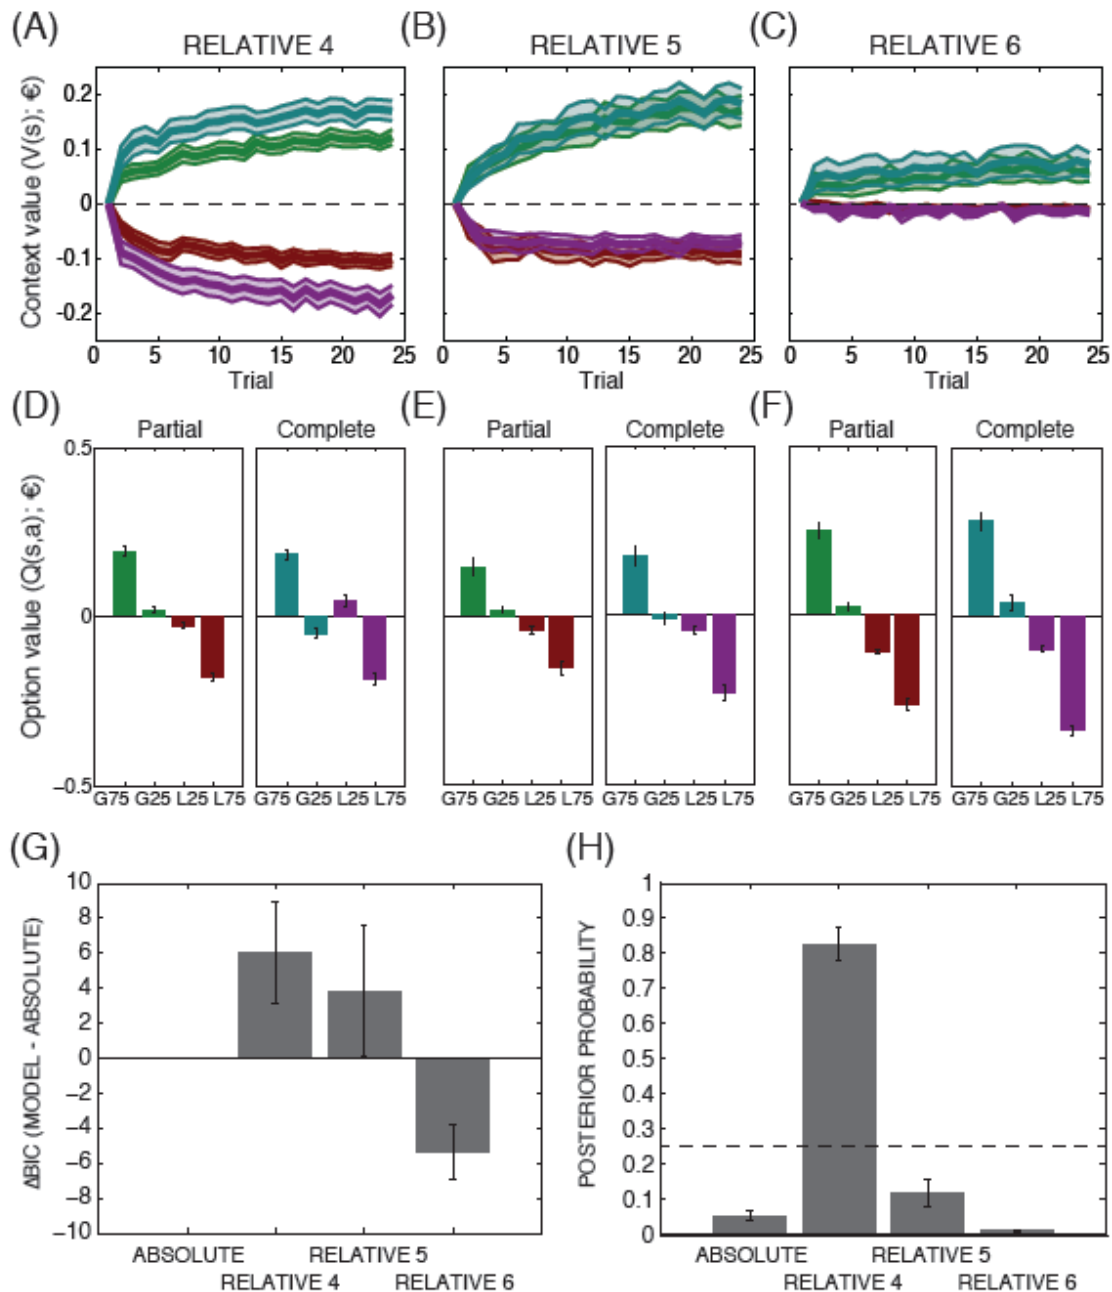 (A)
(B)
(C)
RELATIVE 4
RELATIVE 5
RELATIVE 6
Context value (V(s); €)
0.2
0.1
0
-0.1
-0.2
0 5 10 15 20 25
0 5 10 15 20 25
0 5 10 15 20 25
Trial
Trial
Trial
(D)
(E)
(F)
Partial
Complete
Partial
Complete
Partial
Complete
Option value (Q(s,a); €)
0.5
0
−0.5
G75 G25 L25 L75
G75 G25 L25 L75
G75 G25 L25 L75
G75 G25 L25 L75
G75 G25 L25 L75
G75 G25 L25 L75
(G)
ΔBIC (MODEL - ABSOLUTE)
10
8
6
4
2
0
−2
−4
−6
−8
−10
ABSOLUTE
RELATIVE 5
RELATIVE 4
RELATIVE 6
(H)
POSTERIOR PROBABILITY
1
0.9
0.8
0.7
0.6
0.5
0.4
0.3
0.2
0.1
0
ABSOLUTE
RELATIVE 5
RELATIVE 4
RELATIVE 6